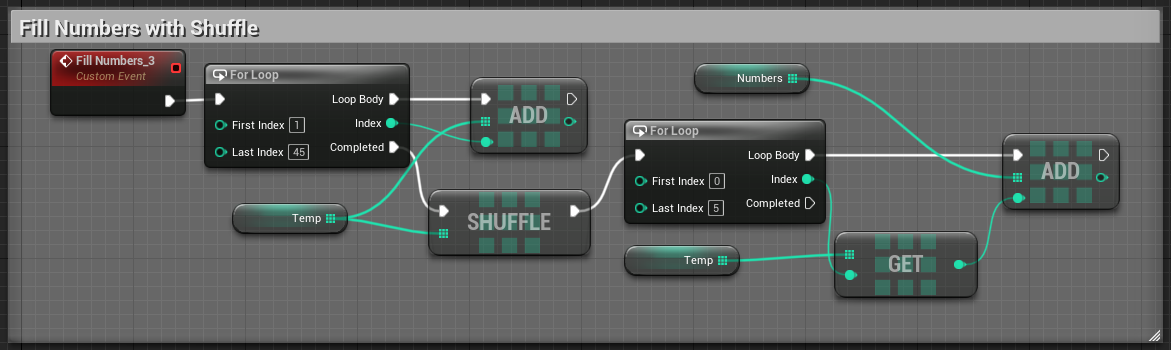 Fill Numbers with Shuffle
Fill Numbers_3
Custom Event
For Loop
Loop Body
First Index 1
Index
Last Index 45
Completed
ADD
Temp
SHUFFLE
Numbers
For Loop
Loop Body
First Index 0
Index
Last Index 5
Completed
Temp
GET
ADD